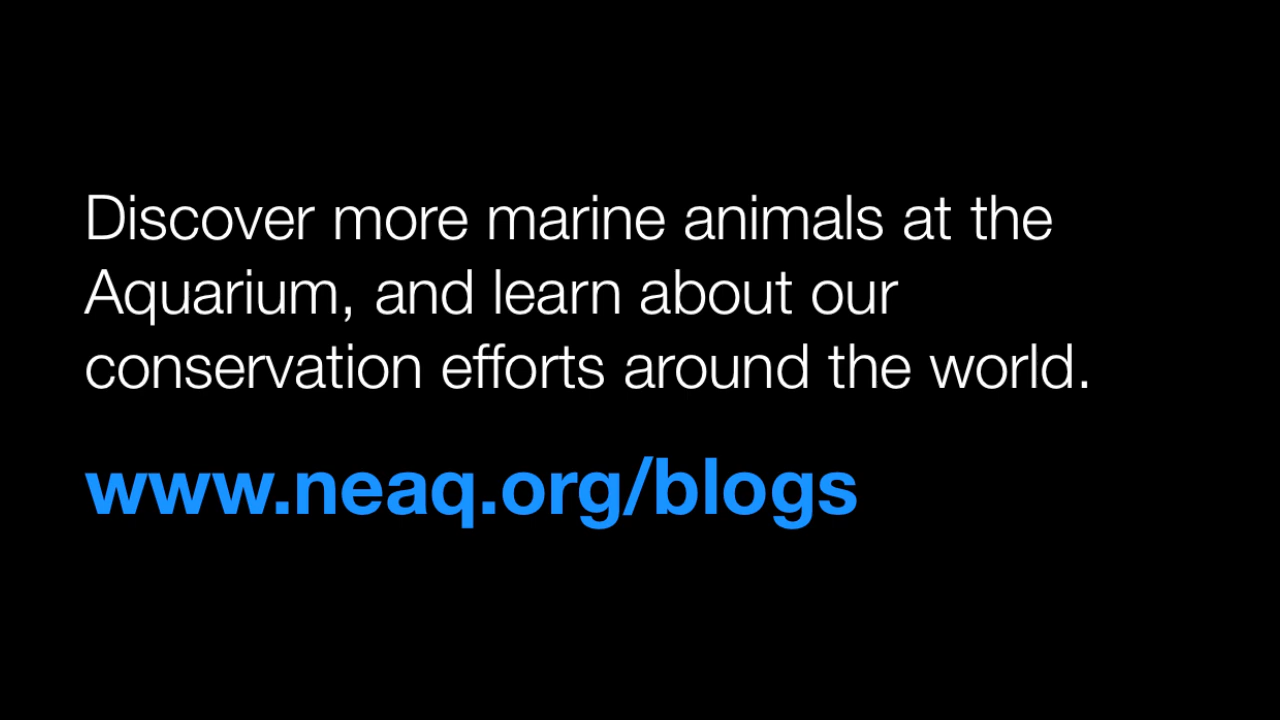 Discover more marine animals at the
Aquarium, and learn about our
conservation efforts around the world.
www.neaq.org/blogs